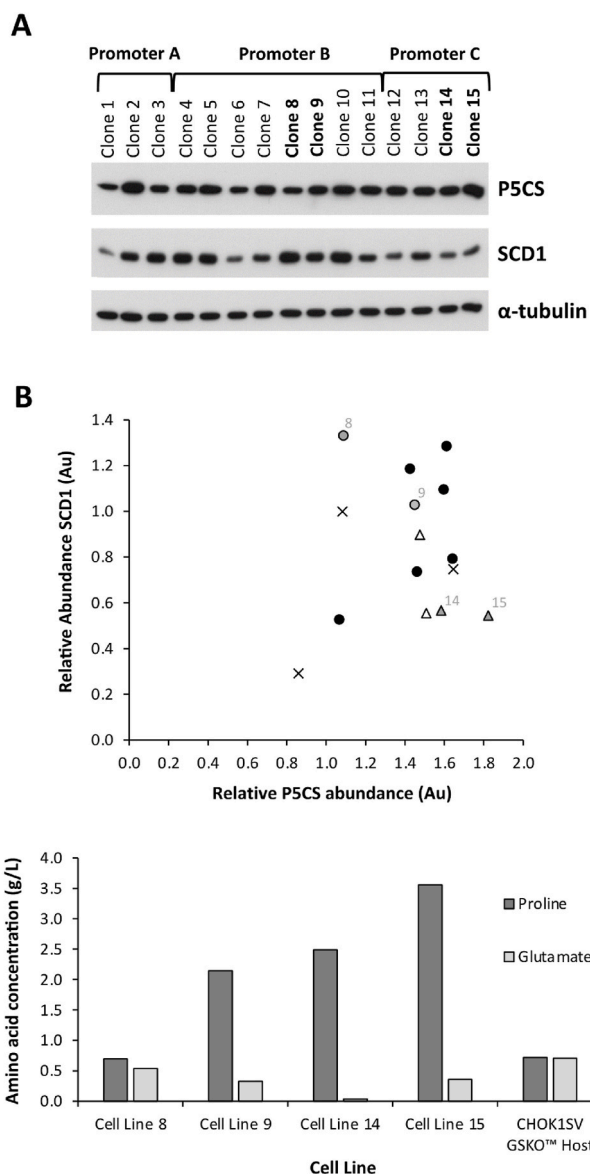 A
Promoter A Promoter B Promoter C
Clone 1 Clone 2 Clone 3 Clone 4 Clone 5 Clone 6 Clone 7 Clone 8 Clone 9 Clone 10 Clone 11 Clone 12 Clone 13 Clone 14 Clone 15
P5CS
SCD1
α-tubulin
B
Relative Abundance SCD1 (Au)
1.4
1.2
1.0
0.8
0.6
0.4
0.2
0.0
8
9
14
15
0.0 0.2 0.4 0.6 0.8 1.0 1.2 1.4 1.6 1.8 2.0
Relative P5CS abundance (Au)
Amino acid concentration (g/L)
4.0
3.5
3.0
2.5
2.0
1.5
1.0
0.5
0.0
Proline
Glutamate
Cell Line 8 Cell Line 9 Cell Line 14 Cell Line 15 CHOK1SV
GSKO™ Host
Cell Line